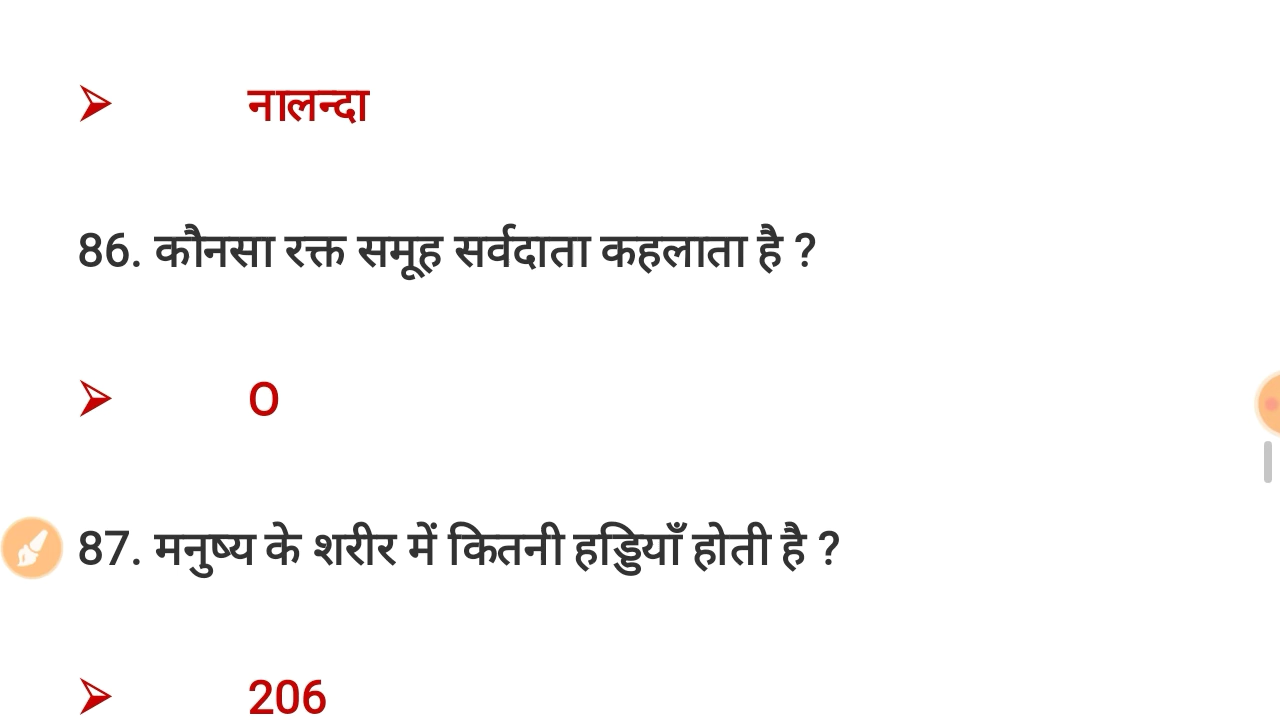 ➢ नालन्दा
86. कौनसा रक्त समूह सर्वदाता कहलाता है ?
➢ O
87. मनुष्य के शरीर में कितनी हड्डियाँ होती है ?
➢ 206